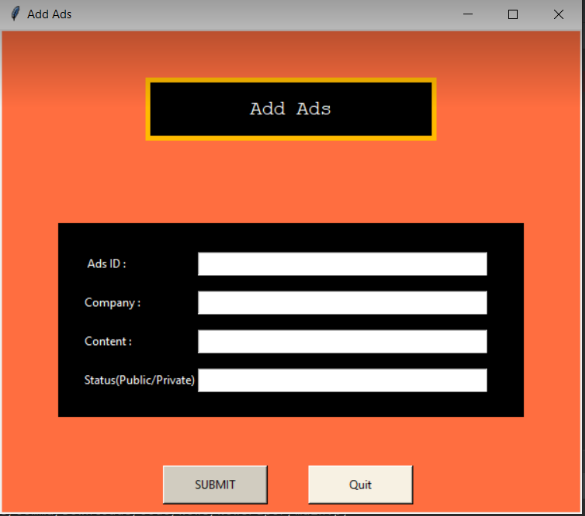 Add Ads
Add Ads
Ads ID :
Company :
Content :
Status(Public/Private)
SUBMIT Quit